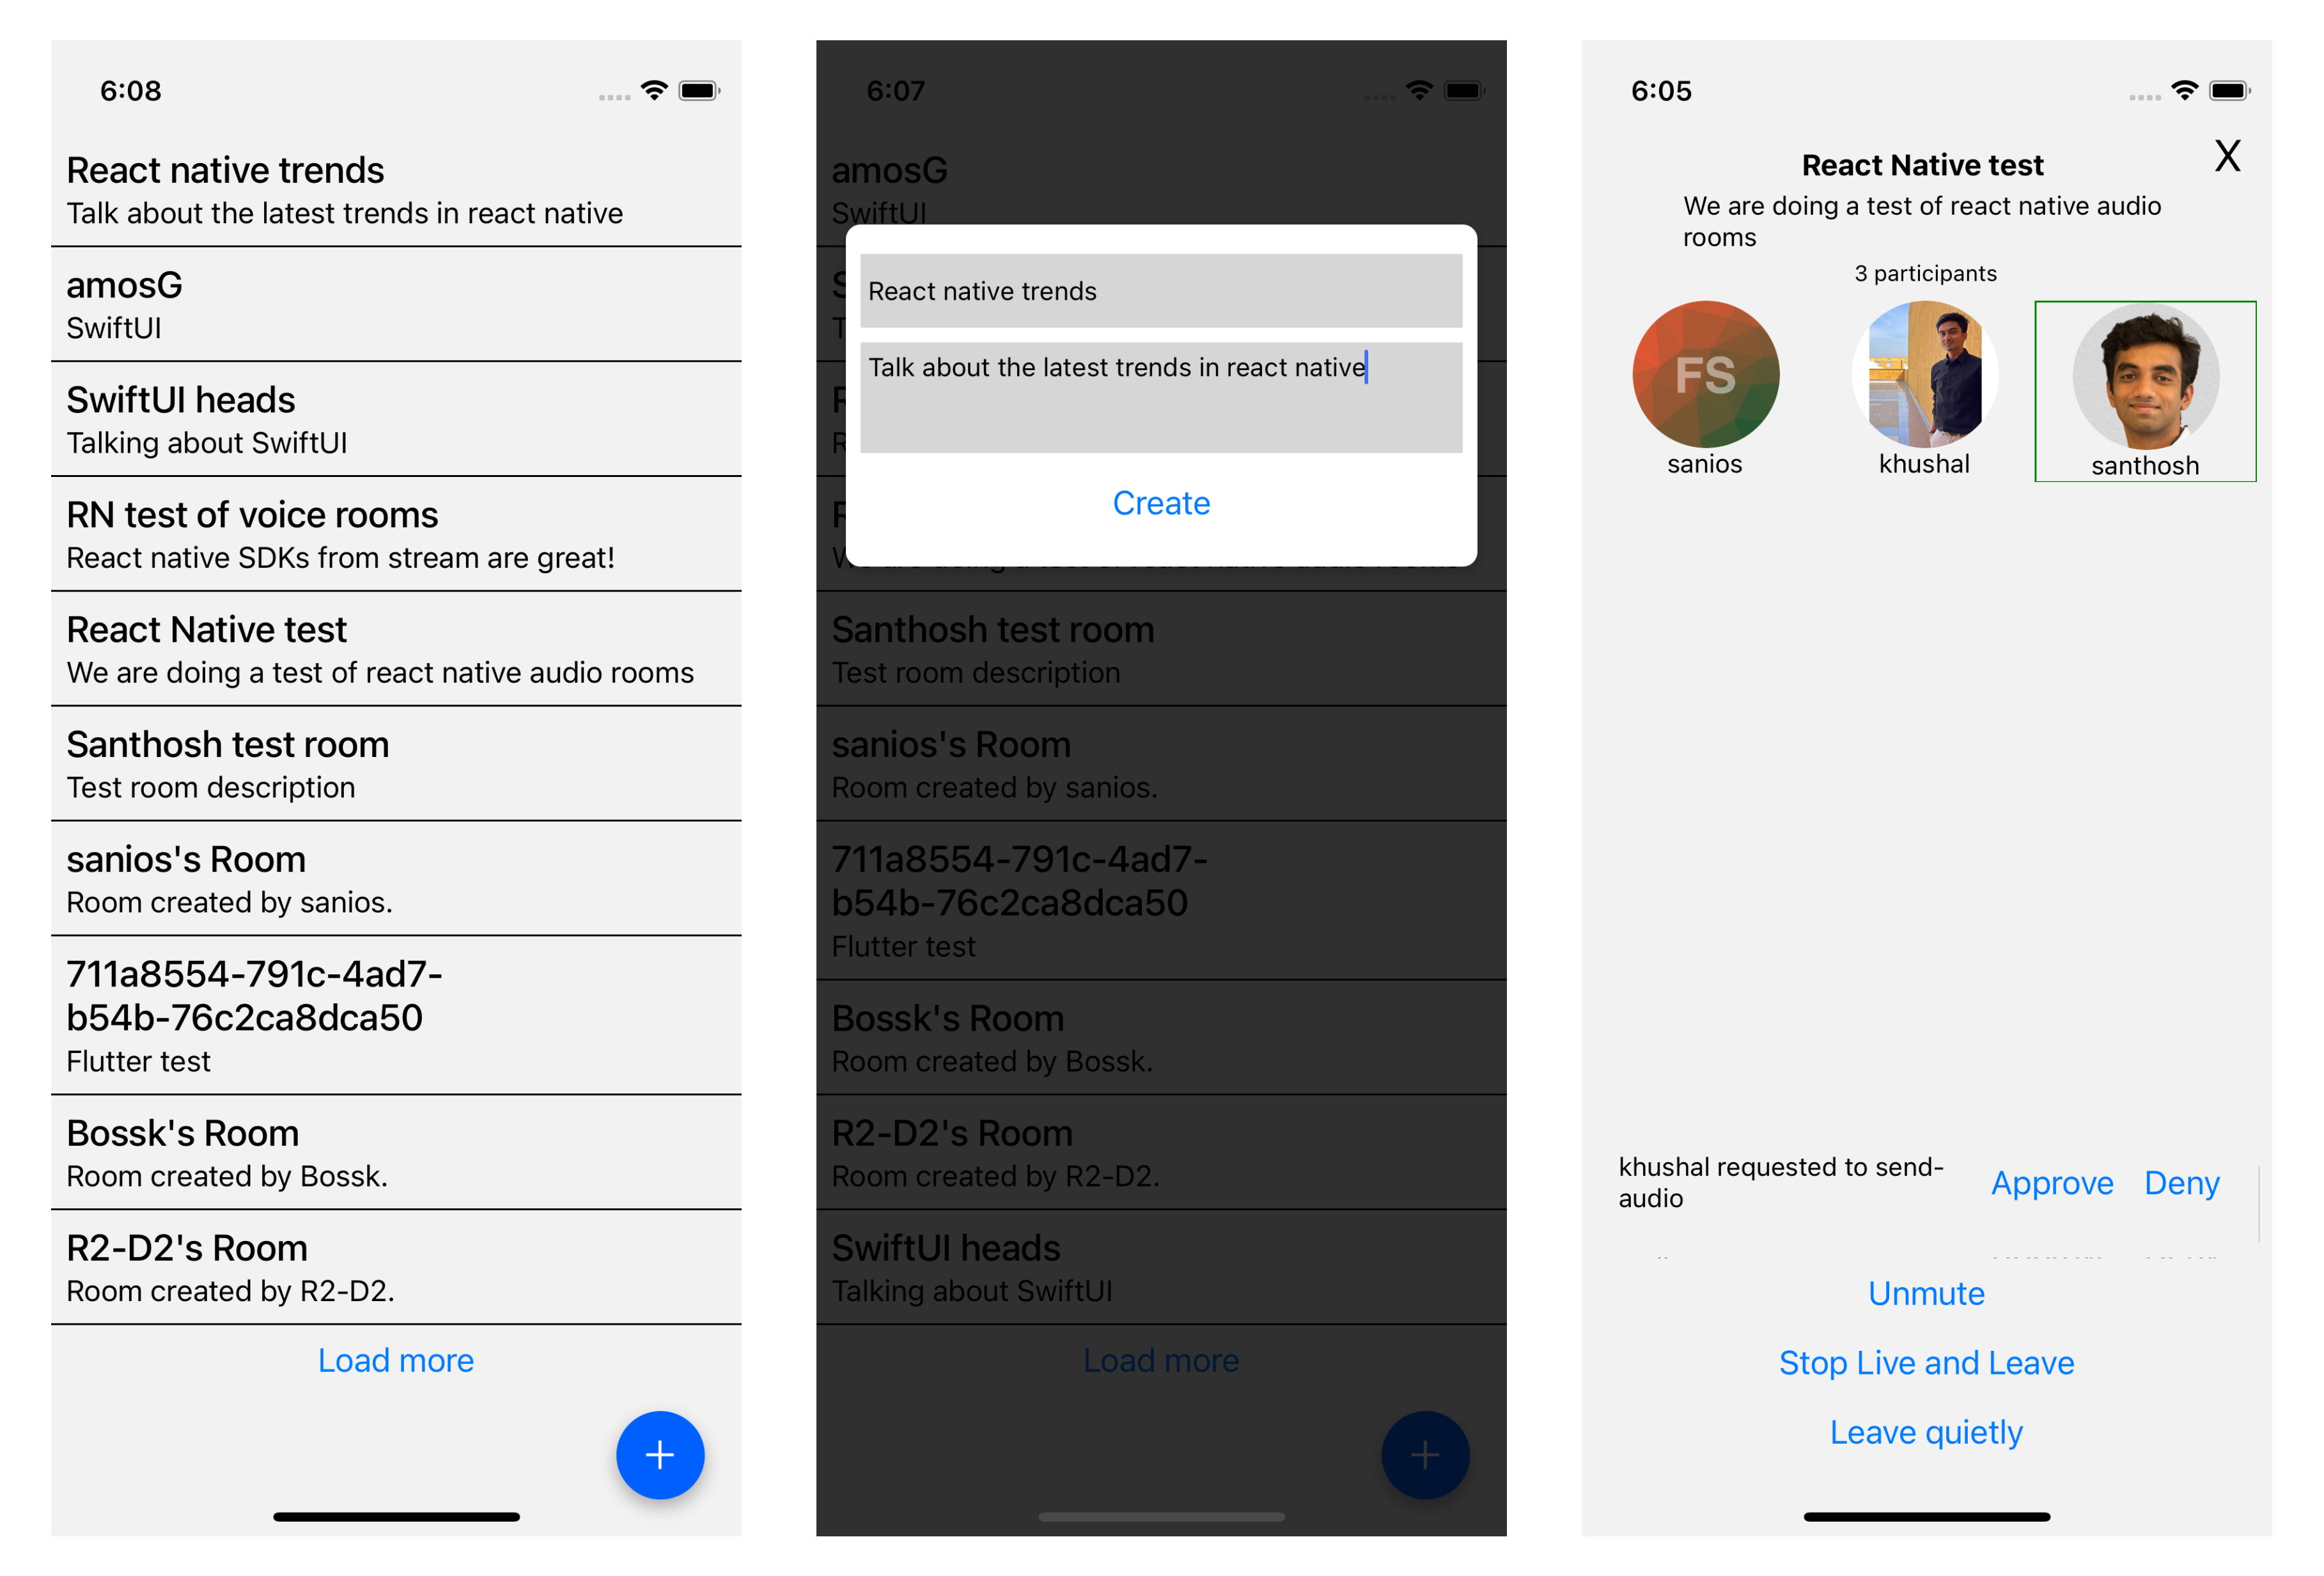 6:08
React native trends
Talk about the latest trends in react native
amosG
SwiftUI
SwiftUI heads
Talking about SwiftUI
RN test of voice rooms
React native SDKs from stream are great!
React Native test
We are doing a test of react native audio rooms
Santhosh test room
Test room description
sanios's Room
Room created by sanios.
711a8554-791c-4ad7-
b54b-76c2ca8dca50
Flutter test
Bossk's Room
Room created by Bossk.
R2-D2's Room
Room created by R2-D2.
Load more
+
6:07
amosG
SwiftUI
React native trends
Talk about the latest trends in react native
Create
Santhosh test room
Test room description
sanios's Room
Room created by sanios.
711a8554-791c-4ad7-
b54b-76c2ca8dca50
Flutter test
Bossk's Room
Room created by Bossk.
R2-D2's Room
Room created by R2-D2.
SwiftUI heads
Talking about SwiftUI
Load more
+
6:05
X
React Native test
We are doing a test of react native audio
rooms
3 participants
FS
sanios
khushal
santhosh
khushal requested to send-
audio
Approve Deny
Unmute
Stop Live and Leave
Leave quietly